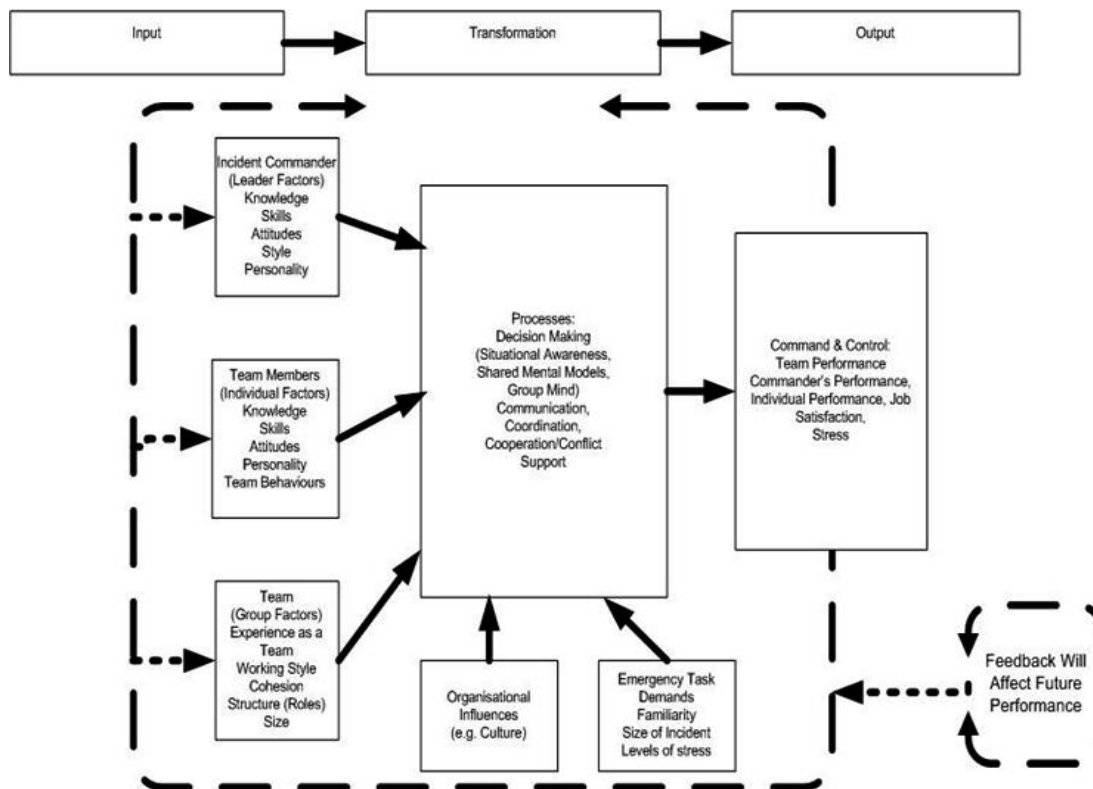 Input
Transformation
Output
Incident Commander
(Leader Factors)
Knowledge
Skills
Attitudes
Style
Personality
Team Members
(Individual Factors)
Knowledge
Skills
Attitudes
Personality
Team Behaviours
Team
(Group Factors)
Experience as a
Team
Working Style
Cohesion
Structure (Roles)
Size
Processes:
Decision Making
(Situational Awareness,
Shared Mental Models,
Group Mind)
Communication,
Coordination,
Cooperation/Conflict
Support
Organisational
Influences
(e.g. Culture)
Emergency Task
Demands
Familiarity
Size of Incident
Levels of stress
Command & Control:
Team Performance
Commander's Performance,
Individual Performance, Job
Satisfaction,
Stress
Feedback Will
Affect Future
Performance